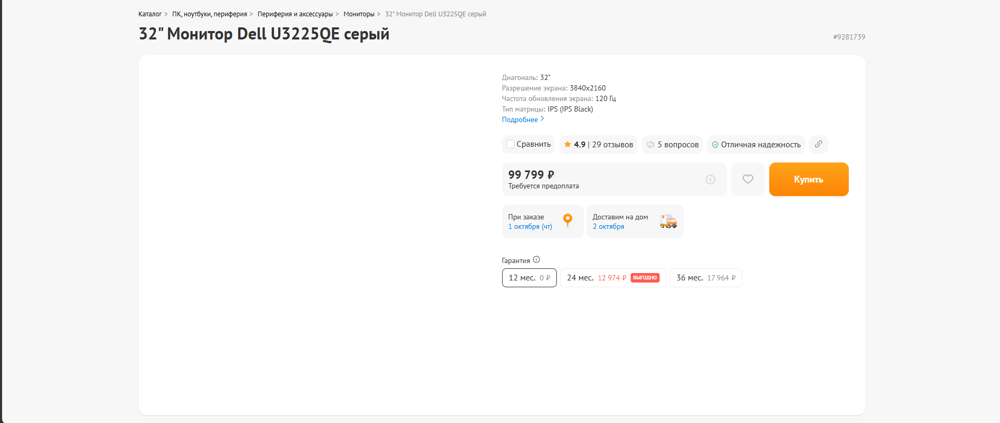 Каталог > ПК, ноутбуки, периферия > Периферия и аксессуары > Мониторы > 32" Монитор Dell U3225QE серый
32" Монитор Dell U3225QE серый
#9281739
Диагональ: 32"
Разрешение экрана: 3840x2160
Частота обновления экрана: 120 Гц
Тип матрицы: IPS (IPS Black)
Подробнее >
Сравнить
4.9 | 29 отзывов
5 вопросов
Отличная надежность
99 799 ₽
Требуется предоплата
Купить
При заказе
1 октября (чт)
Доставим на дом
2 октября
Гарантия
12 мес. 0 ₽
24 мес. 12 974 ₽ ВЫГОДНО
36 мес. 17 964 ₽